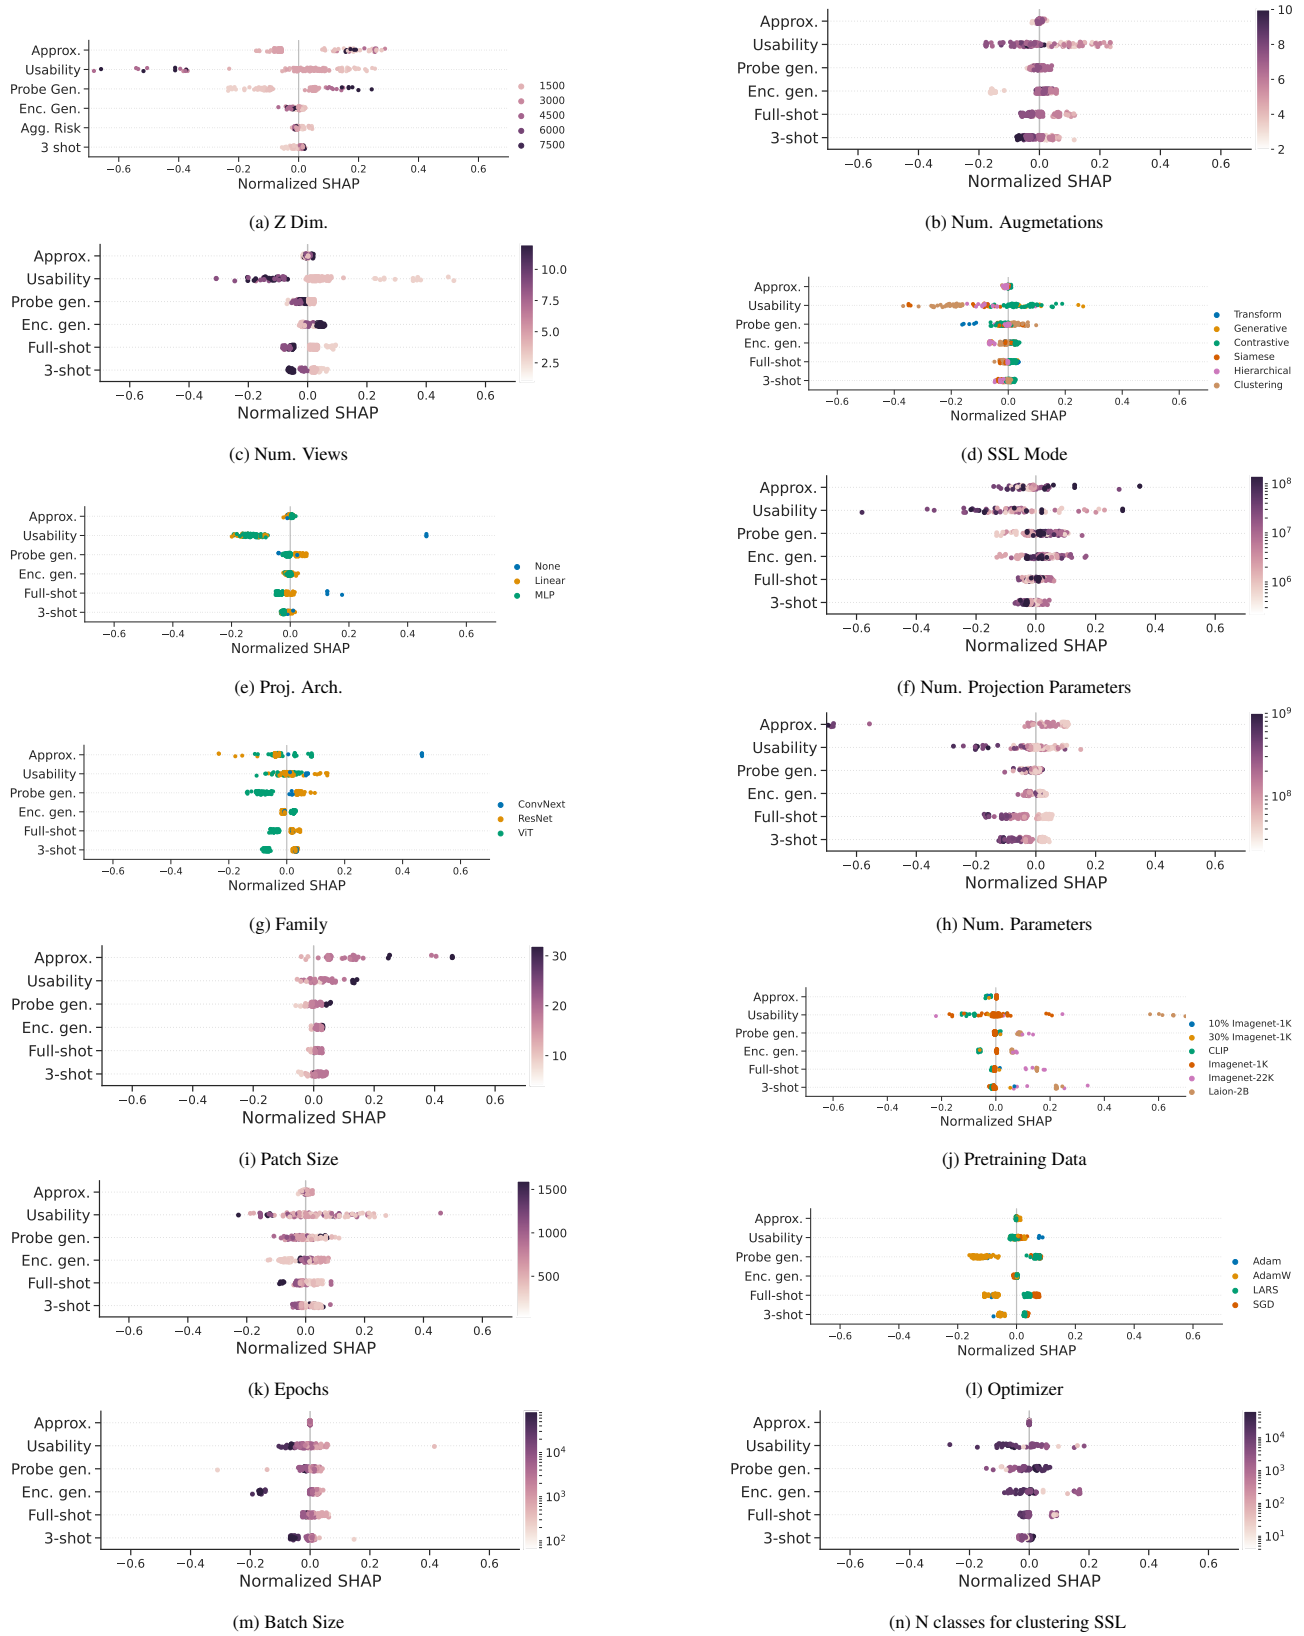 Approx.
Usability
Probe Gen.
Enc. Gen.
Agg. Risk
3 shot
1500
3000
4500
6000
7500
−0.6 −0.4 −0.2 0.0 0.2 0.4 0.6
Normalized SHAP
(a) Z Dim.
Approx.
Usability
Probe gen.
Enc. gen.
Full-shot
3-shot
10
8
6
4
2
−0.6 −0.4 −0.2 0.0 0.2 0.4 0.6
Normalized SHAP
(b) Num. Augmetations
Approx.
Usability
Probe gen.
Enc. gen.
Full-shot
3-shot
10.0
7.5
5.0
2.5
−0.6 −0.4 −0.2 0.0 0.2 0.4 0.6
Normalized SHAP
(c) Num. Views
Approx.
Usability
Probe gen.
Enc. gen.
Full-shot
3-shot
Transform
Generative
Contrastive
Siamese
Hierarchical
Clustering
−0.6 −0.4 −0.2 0.0 0.2 0.4 0.6
Normalized SHAP
(d) SSL Mode
Approx.
Usability
Probe gen.
Enc. gen.
Full-shot
3-shot
None
Linear
MLP
−0.6 −0.4 −0.2 0.0 0.2 0.4 0.6
Normalized SHAP
(e) Proj. Arch.
Approx.
Usability
Probe gen.
Enc. gen.
Full-shot
3-shot
10⁸
10⁷
10⁶
−0.6 −0.4 −0.2 0.0 0.2 0.4 0.6
Normalized SHAP
(f) Num. Projection Parameters
Approx.
Usability
Probe gen.
Enc. gen.
Full-shot
3-shot
ConvNext
ResNet
ViT
−0.6 −0.4 −0.2 0.0 0.2 0.4 0.6
Normalized SHAP
(g) Family
Approx.
Usability
Probe gen.
Enc. gen.
Full-shot
3-shot
10⁹
10⁸
−0.6 −0.4 −0.2 0.0 0.2 0.4 0.6
Normalized SHAP
(h) Num. Parameters
Approx.
Usability
Probe gen.
Enc. gen.
Full-shot
3-shot
30
20
10
−0.6 −0.4 −0.2 0.0 0.2 0.4 0.6
Normalized SHAP
(i) Patch Size
Approx.
Usability
Probe gen.
Enc. gen.
Full-shot
3-shot
10% Imagenet-1K
30% Imagenet-1K
CLIP
Imagenet-1K
Imagenet-22K
Laion-2B
−0.6 −0.4 −0.2 0.0 0.2 0.4 0.6
Normalized SHAP
(j) Pretraining Data
Approx.
Usability
Probe gen.
Enc. gen.
Full-shot
3-shot
1500
1000
500
−0.6 −0.4 −0.2 0.0 0.2 0.4 0.6
Normalized SHAP
(k) Epochs
Approx.
Usability
Probe gen.
Enc. gen.
Full-shot
3-shot
Adam
AdamW
LARS
SGD
−0.6 −0.4 −0.2 0.0 0.2 0.4 0.6
Normalized SHAP
(l) Optimizer
Approx.
Usability
Probe gen.
Enc. gen.
Full-shot
3-shot
10⁴
10³
10²
−0.6 −0.4 −0.2 0.0 0.2 0.4 0.6
Normalized SHAP
(m) Batch Size
Approx.
Usability
Probe gen.
Enc. gen.
Full-shot
3-shot
10⁴
10³
10²
10¹
−0.6 −0.4 −0.2 0.0 0.2 0.4 0.6
Normalized SHAP
(n) N classes for clustering SSL